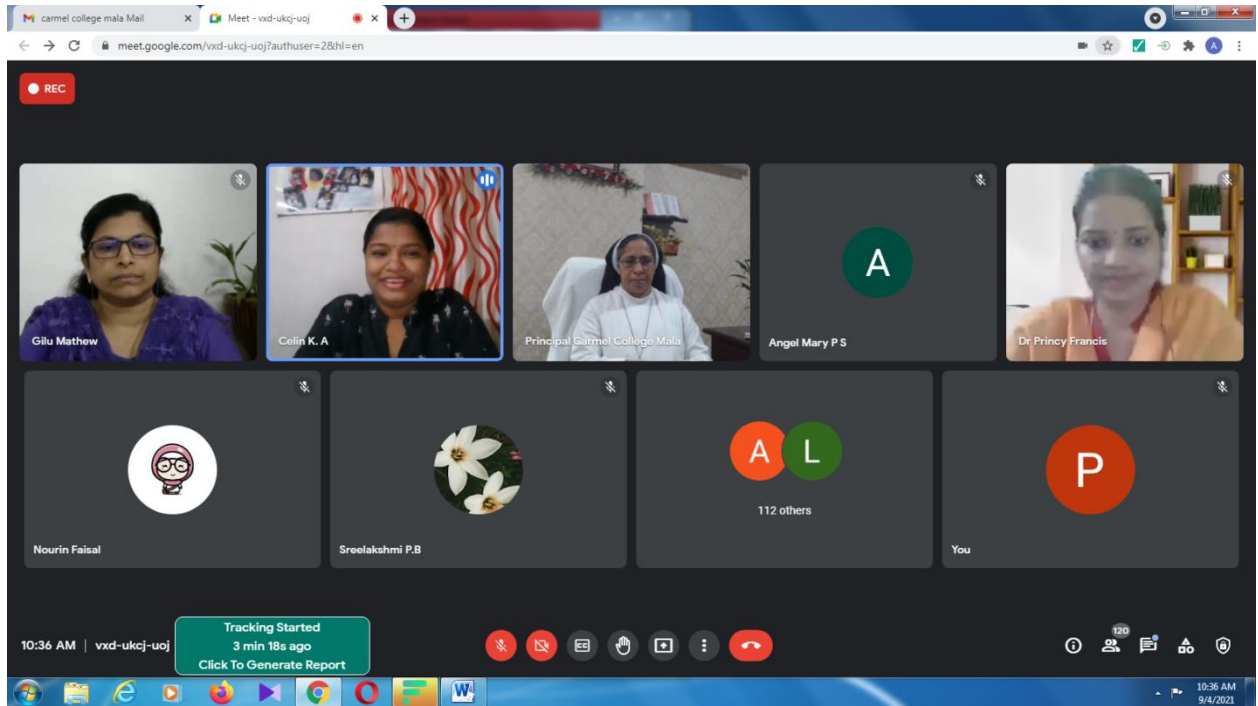 carmel college mala Mail
Meet - vxd-ukcj-uoj
meet.google.com/vxd-ukcj-uoj?authuser=2&hl=en
A
REC
Gilu Mathew
Celin K. A
Principal Carmel College Mala
A
Angel Mary P S
Dr Princy Francis
Nourin Faisal
Sreelakshmi P.B
A L
112 others
P
You
10:36 AM | vxd-ukcj-uoj
Tracking Started
3 min 18s ago
Click To Generate Report
CC
120
W
10:36 AM
9/4/2021